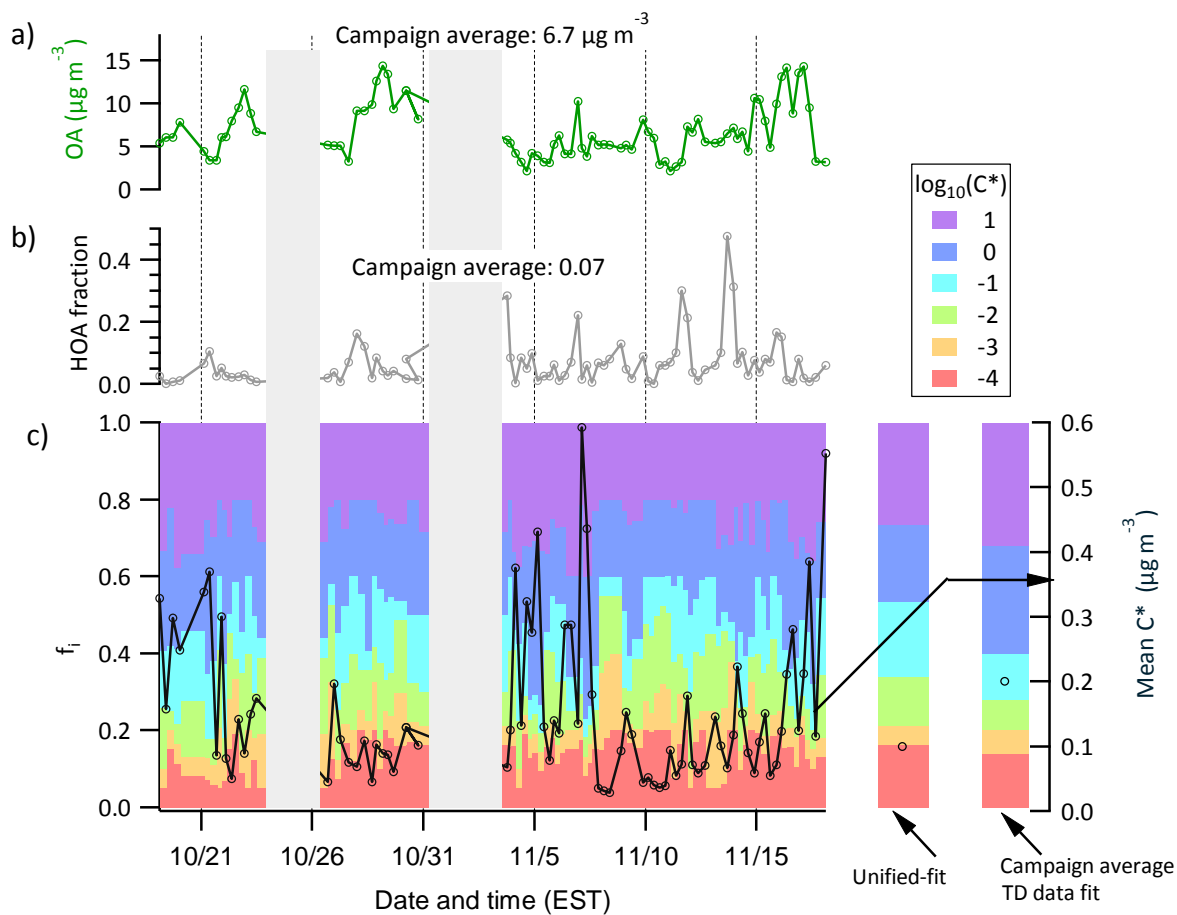 a)
Campaign average: 6.7 µg m⁻³
OA (µg m⁻³)
15
10
5
0
b)
Campaign average: 0.07
HOA fraction
0.4
0.2
0.0
log₁₀(C*)
1
0
-1
-2
-3
-4
c)
fᵢ
1.0
0.8
0.6
0.4
0.2
0.0
0.6
0.5
0.4
0.3
0.2
0.1
0.0
Mean C* (µg m⁻³)
10/21
10/26
10/31
11/5
11/10
11/15
Date and time (EST)
Unified-fit
Campaign average
TD data fit